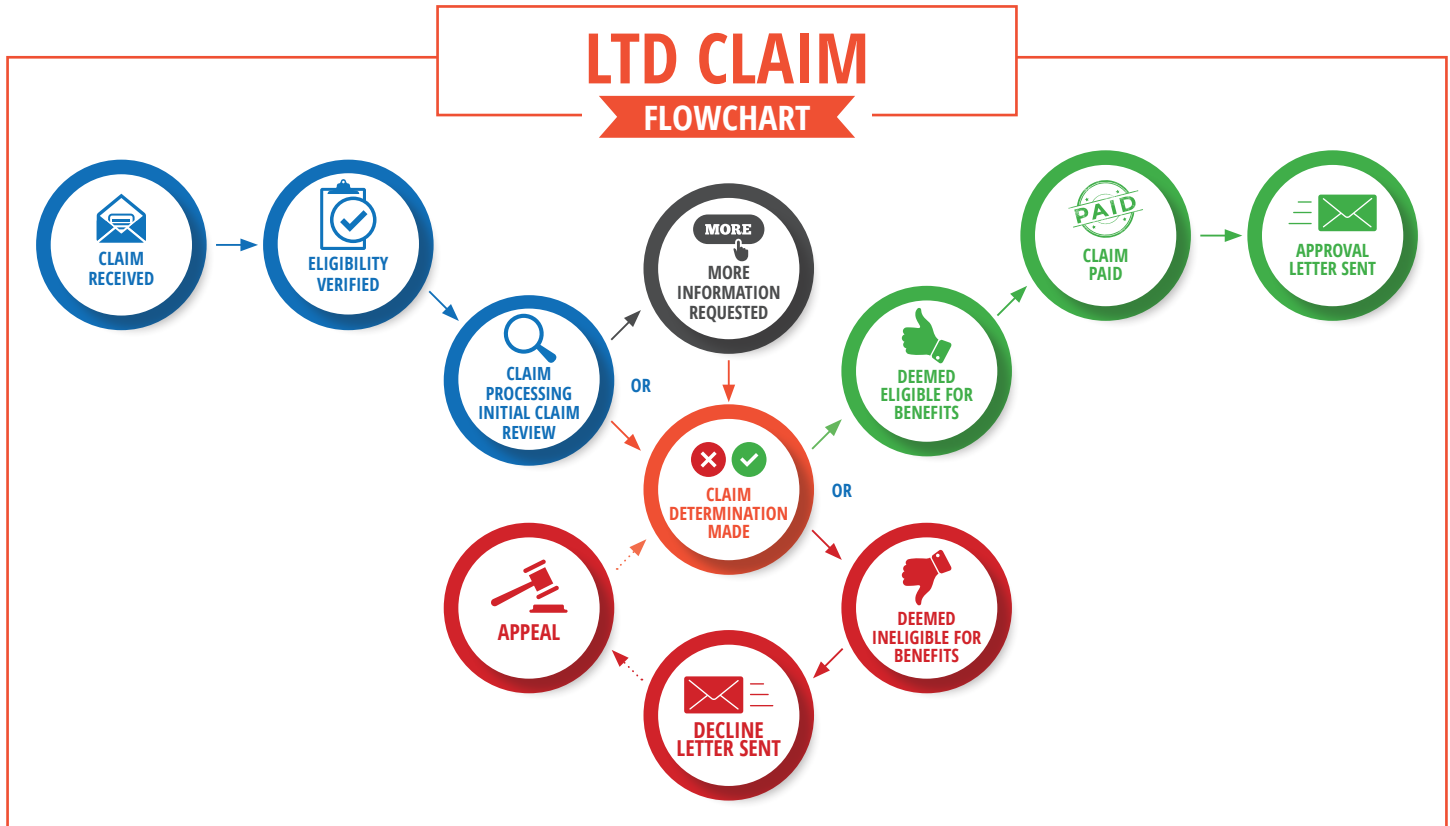 LTD CLAIM
FLOWCHART
CLAIM
RECEIVED
ELIGIBILITY
VERIFIED
CLAIM
PROCESSING
INITIAL CLAIM
REVIEW
OR
MORE
MORE
INFORMATION
REQUESTED
CLAIM
DETERMINATION
MADE
OR
DEEMED
ELIGIBLE FOR
BENEFITS
PAID
CLAIM
PAID
APPROVAL
LETTER SENT
DEEMED
INELIGIBLE FOR
BENEFITS
DECLINE
LETTER SENT
APPEAL